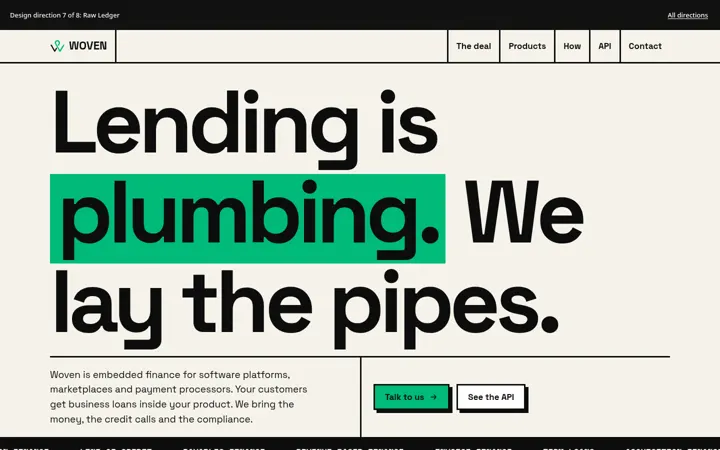 Design direction 7 of 8: Raw Ledger
All directions
WOVEN
The deal
Products
How
API
Contact
Lending is
plumbing. We
lay the pipes.
Woven is embedded finance for software platforms,
marketplaces and payment processors. Your customers
get business loans inside your product. We bring the
money, the credit calls and the compliance.
Talk to us →
See the API